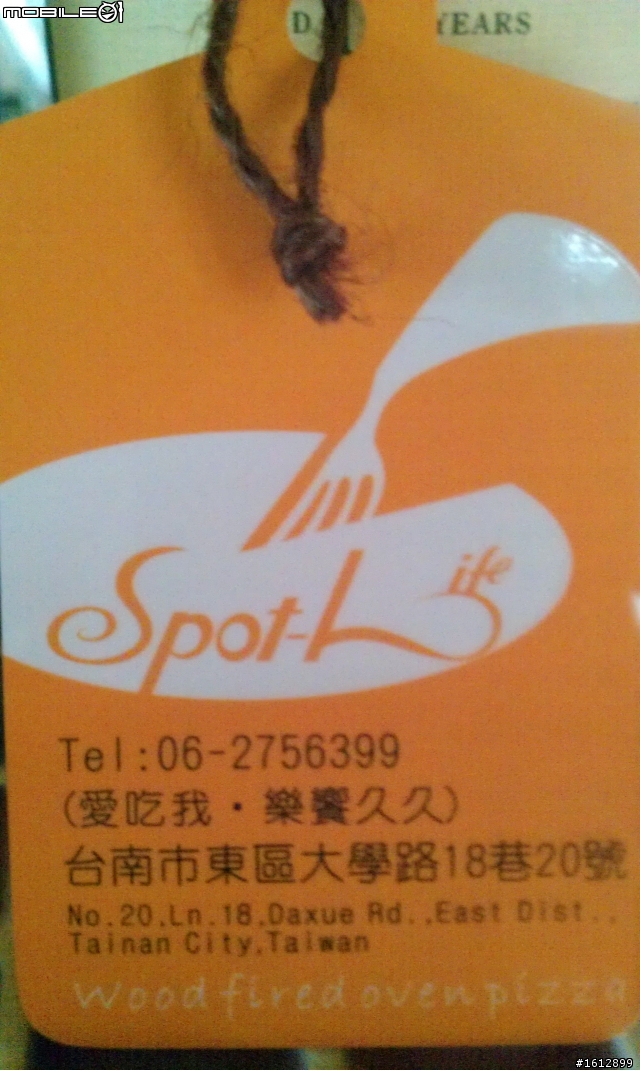 MOBILE01
YEARS
Spot-Life
Tel:06-2756399
(愛吃我・樂饗久久)
台南市東區大學路18巷20號
No.20,Ln.18,Daxue Rd.,East Dist.,
Tainan City,Taiwan
Wood fired oven pizza
#1612899